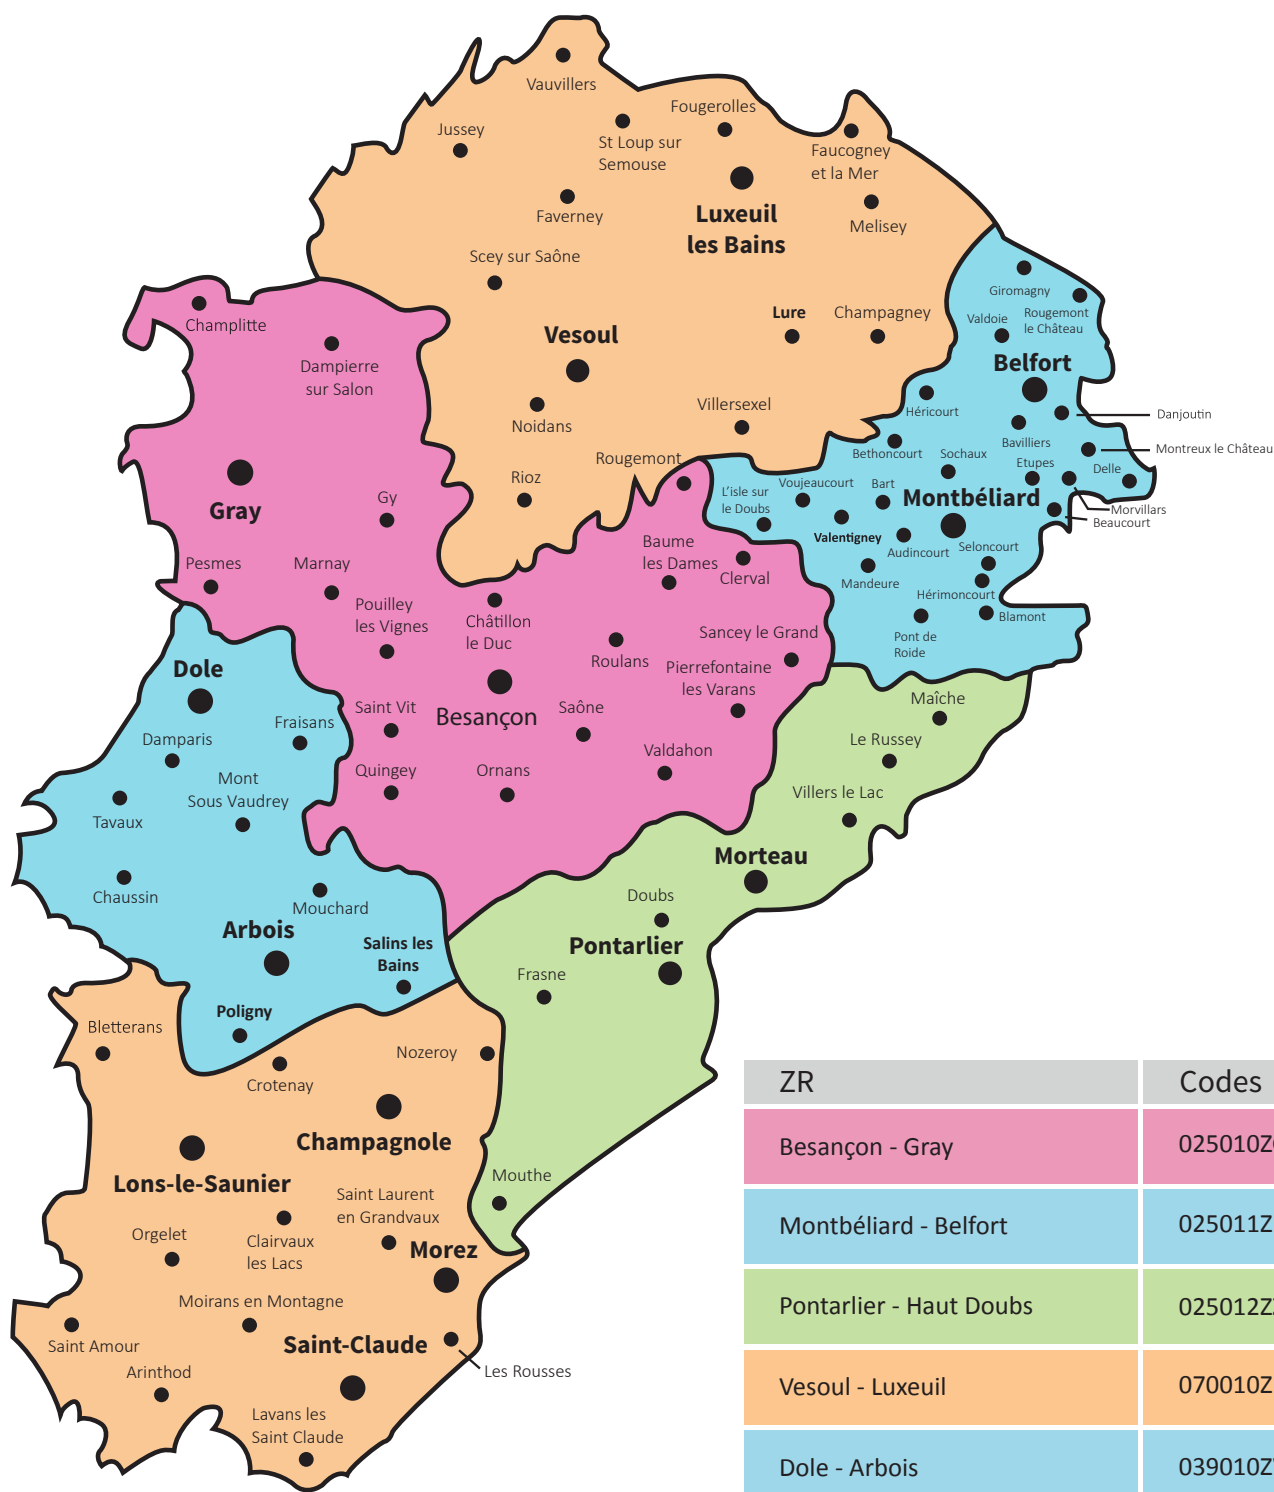 Vauvillers
Fougerolles
Jussey
St Loup sur
Semouse
Faucogney
et la Mer
Faverney
Luxeuil
les Bains
Melisey
Scey sur Saône
Giromagny
Champlitte
Lure
Champagney
Valdoie
Rougemont
le Château
Vesoul
Dampierre
sur Salon
Belfort
Villersexel
Héricourt
Danjoutin
Noidans
Bavilliers
Bethoncourt
Sochaux
Montreux le Château
Rougemont
Etupes
Delle
Rioz
L'isle sur
le Doubs
Voujeaucourt
Bart
Montbéliard
Gy
Gray
Morvillars
Beaucourt
Valentigney
Baume
les Dames
Audincourt
Seloncourt
Pesmes
Marnay
Clerval
Mandeure
Hérimoncourt
Pouilley
les Vignes
Châtillon
le Duc
Blamont
Sancey le Grand
Pont de
Roide
Roulans
Pierrefontaine
les Varans
Dole
Maîche
Saint Vit
Besançon
Saône
Fraisans
Damparis
Le Russey
Valdahon
Quingey
Ornans
Mont
Sous Vaudrey
Villers le Lac
Tavaux
Morteau
Chaussin
Mouchard
Doubs
Arbois
Salins les
Bains
Pontarlier
Frasne
Poligny
Bletterans
Nozeroy
Crotenay
Champagnole
Lons-le-Saunier
Mouthe
Saint Laurent
en Grandvaux
Orgelet
Clairvaux
les Lacs
Morez
Moirans en Montagne
Saint Amour
Saint-Claude
Arinthod
Les Rousses
Lavans les
Saint Claude
ZR Codes
Besançon - Gray 025010Z
Montbéliard - Belfort 025011Z
Pontarlier - Haut Doubs 025012Z
Vesoul - Luxeuil 070010Z
Dole - Arbois 039010Z